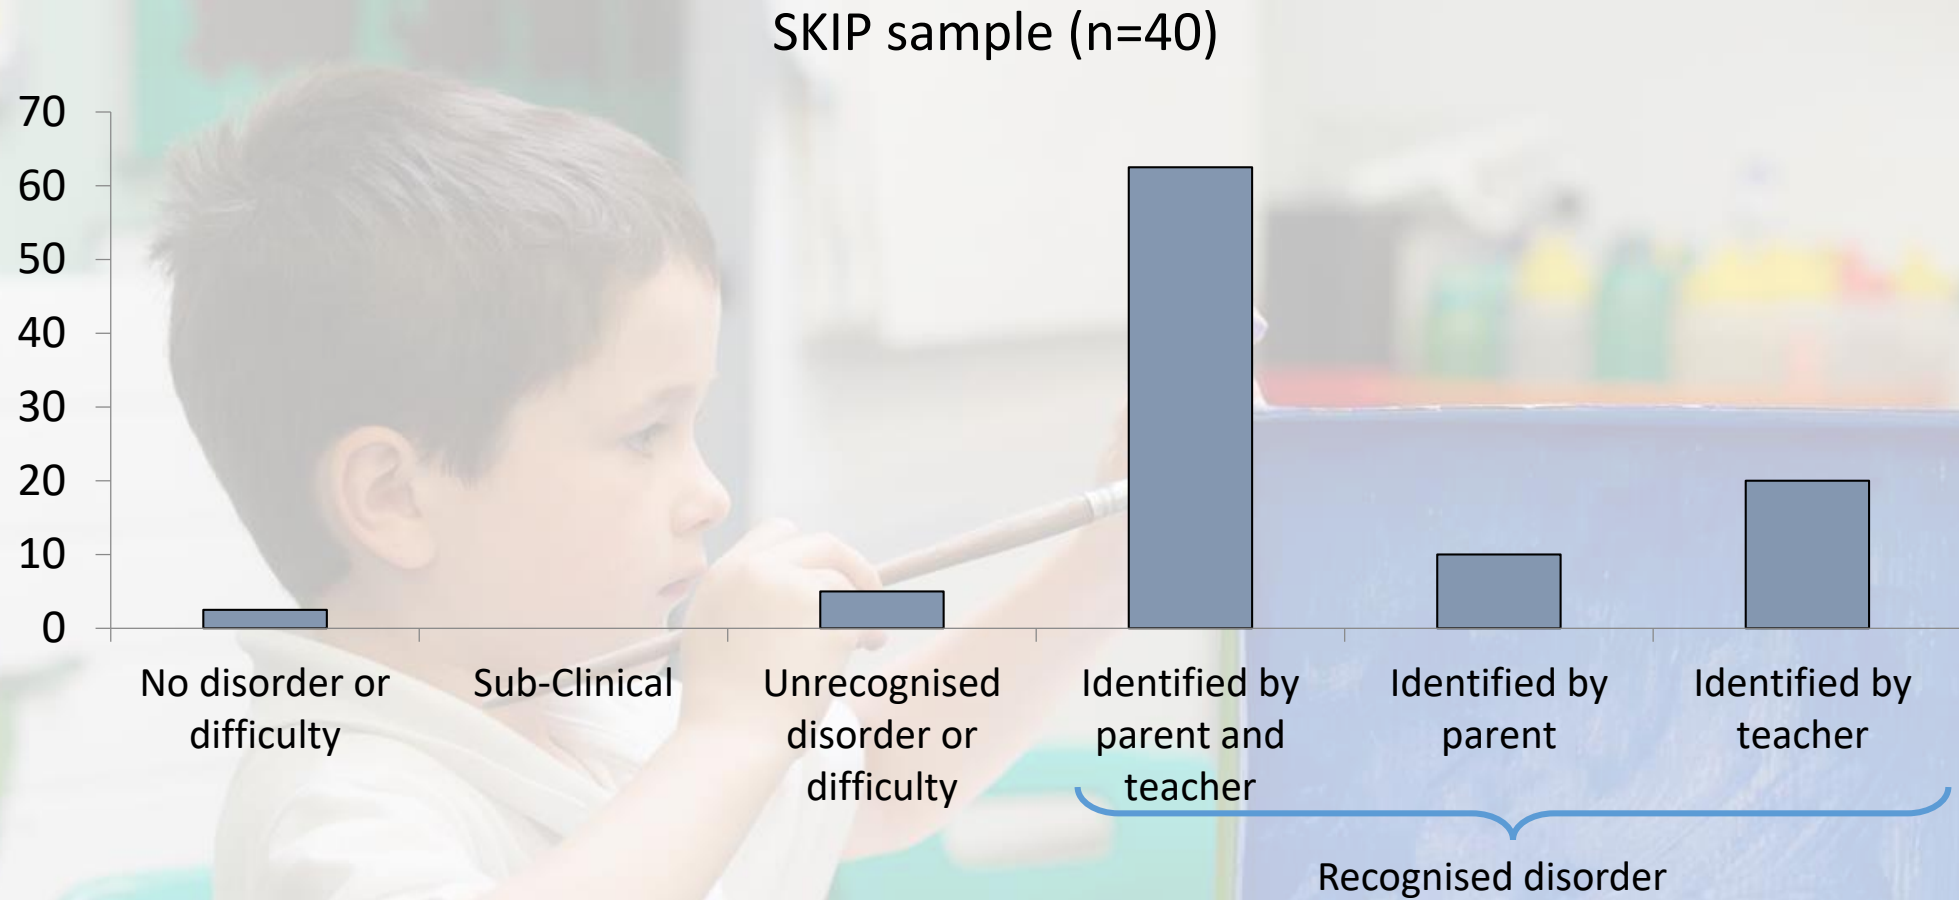 SKIP sample (n=40)
70
60
50
40
30
20
10
0
No disorder or
difficulty
Sub-Clinical
Unrecognised
disorder or
difficulty
Identified by
parent and
teacher
Identified by
parent
Identified by
teacher
Recognised disorder